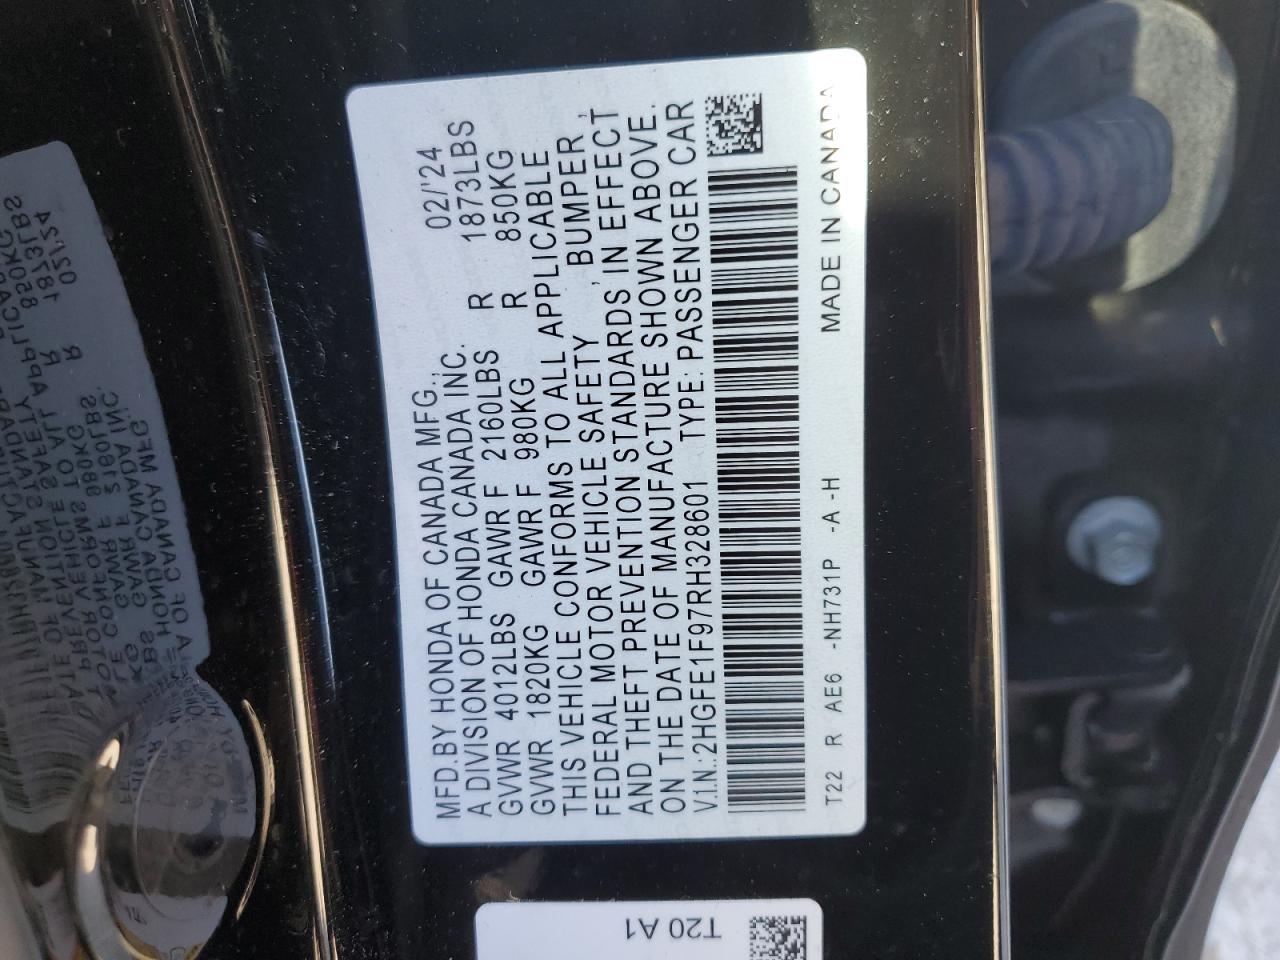 MFD.BY HONDA OF CANADA MFG., 02/'24
A DIVISION OF HONDA CANADA INC.
GVWR 4012LBS GAWR F 2160LBS R 1873LBS
GVWR 1820KG GAWR F 980KG R 850KG
THIS VEHICLE CONFORMS TO ALL APPLICABLE
FEDERAL MOTOR VEHICLE SAFETY , BUMPER ,
AND THEFT PREVENTION STANDARDS IN EFFECT
ON THE DATE OF MANUFACTURE SHOWN ABOVE.
V.I.N.:2HGFE1F97RH328601 TYPE: PASSENGER CAR
T22 R AE6 -NH731P -A -H MADE IN CANADA
T20 A1